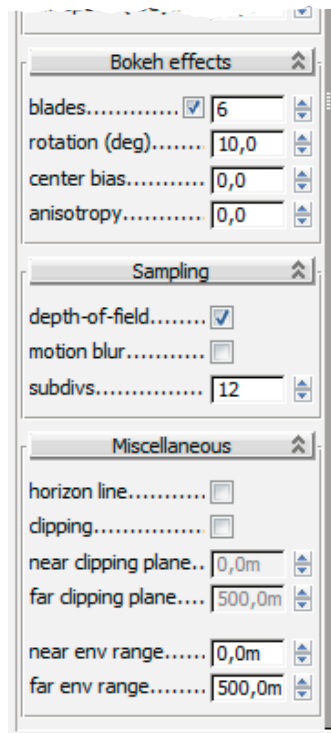 Bokeh effects
blades............. 6
rotation (deg)....... 10,0
center bias........... 0,0
anisotropy............ 0,0
Sampling
depth-of-field........
motion blur...........
subdivs............... 12
Miscellaneous
horizon line...........
clipping................
near clipping plane.. 0,0m
far clipping plane.... 500,0m
near env range...... 0,0m
far env range........ 500,0m